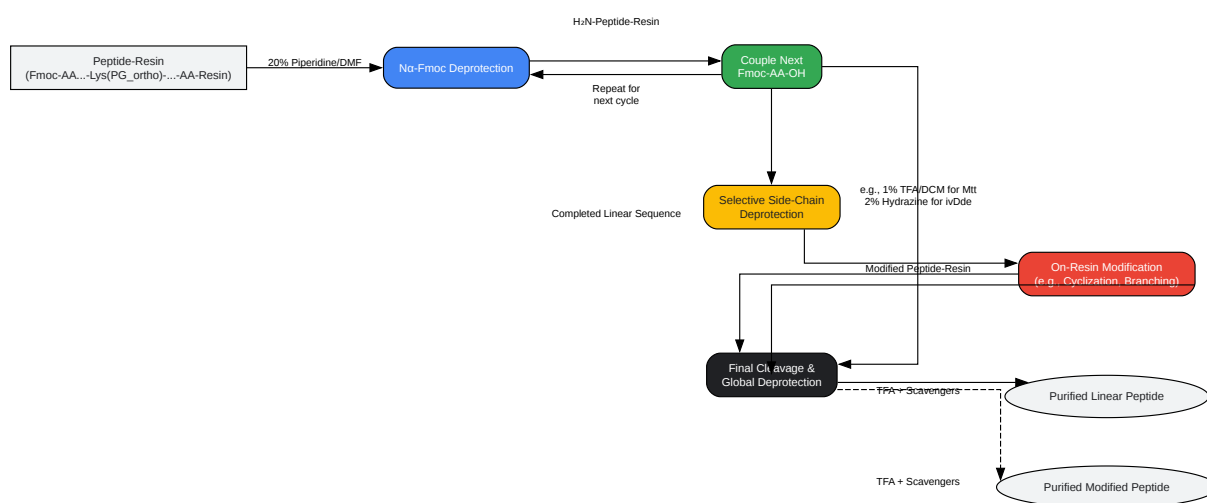 H₂N-Peptide-Resin
Peptide-Resin
(Fmoc-AA...-Lys(PG_ortho)-...-AA-Resin)
20% Piperidine/DMF
Nα-Fmoc Deprotection
Couple Next
Fmoc-AA-OH
Repeat for
next cycle
e.g., 1% TFA/DCM for Mtt
2% Hydrazine for ivDde
Selective Side-Chain
Deprotection
Completed Linear Sequence
Modified Peptide-Resin
On-Resin Modification
(e.g., Cyclization, Branching)
Final Cleavage &
Global Deprotection
TFA + Scavengers
Purified Linear Peptide
TFA + Scavengers
Purified Modified Peptide